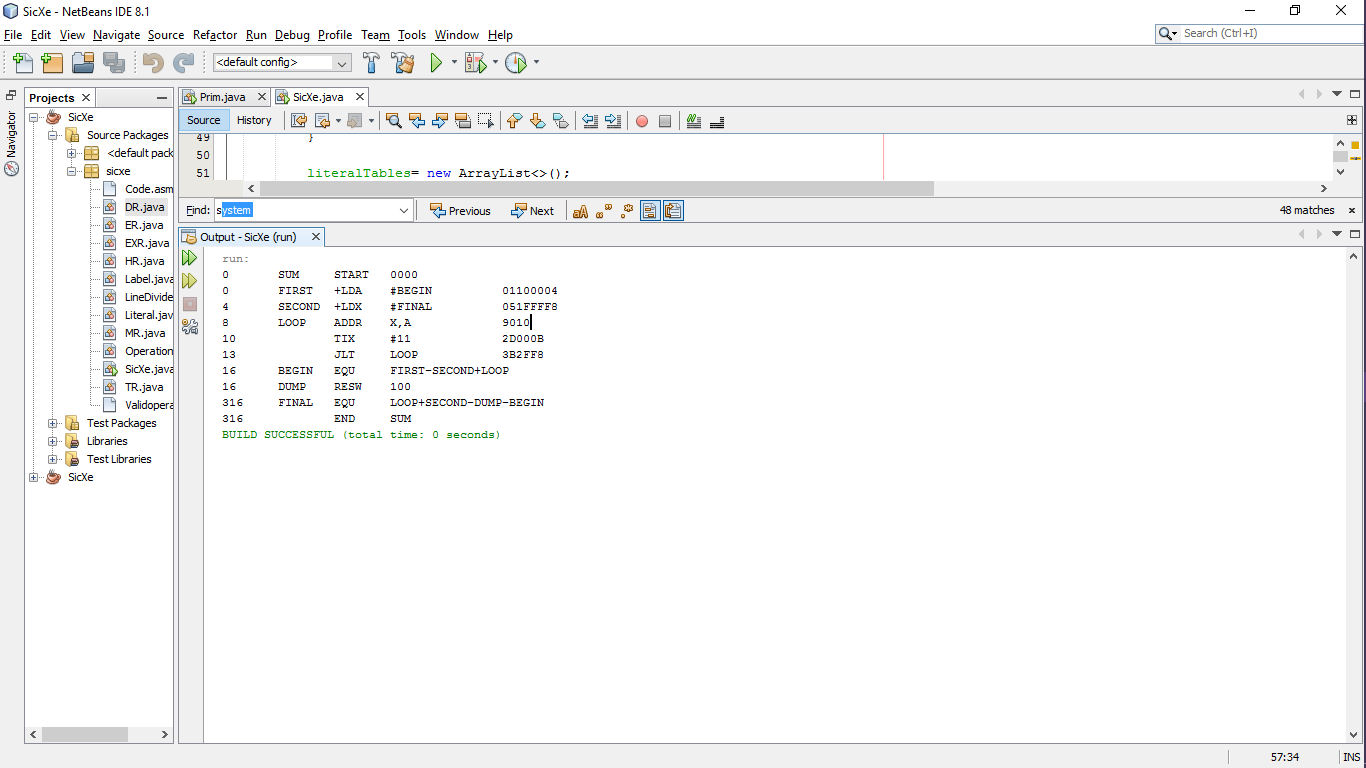 SicXe - NetBeans IDE 8.1
File Edit View Navigate Source Refactor Run Debug Profile Team Tools Window Help
Search (Ctrl+I)
<default config>
Projects
Navigator
SicXe
Source Packages
<default pack
sicxe
Code.asm
DR.java
ER.java
EXR.java
HR.java
Label.java
LineDivide
Literal.jav
MR.java
Operation
SicXe.java
TR.java
Validopera
Test Packages
Libraries
Test Libraries
SicXe
Prim.java SicXe.java
Source History
49 }
50
51 literalTables= new ArrayList<>();
Find: system Previous Next 48 matches
Output - SicXe (run)
run:
0 SUM START 0000
0 FIRST +LDA #BEGIN 01100004
4 SECOND +LDX #FINAL 051FFFF8
8 LOOP ADDR X,A 9010
10 TIX #11 2D000B
13 JLT LOOP 3B2FF8
16 BEGIN EQU FIRST-SECOND+LOOP
16 DUMP RESW 100
316 FINAL EQU LOOP+SECOND-DUMP-BEGIN
316 END SUM
BUILD SUCCESSFUL (total time: 0 seconds)
57:34 INS